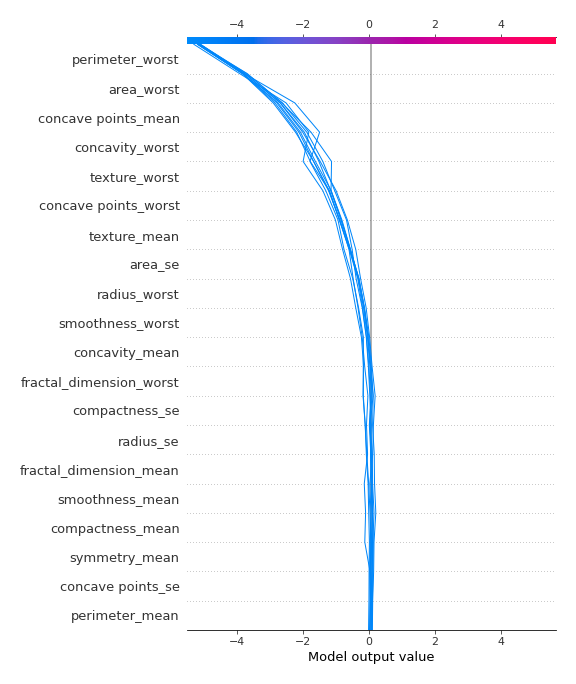 −4 −2 0 2 4
perimeter_worst
area_worst
concave points_mean
concavity_worst
texture_worst
concave points_worst
texture_mean
area_se
radius_worst
smoothness_worst
concavity_mean
fractal_dimension_worst
compactness_se
radius_se
fractal_dimension_mean
smoothness_mean
compactness_mean
symmetry_mean
concave points_se
perimeter_mean
−4 −2 0 2 4
Model output value